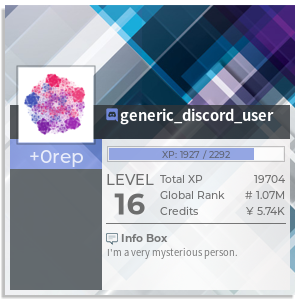 generic_discord_user
+0rep
XP: 1927 / 2292
LEVEL
16
Total XP 19704
Global Rank # 1.07M
Credits ¥ 5.74K
Info Box
I'm a very mysterious person.